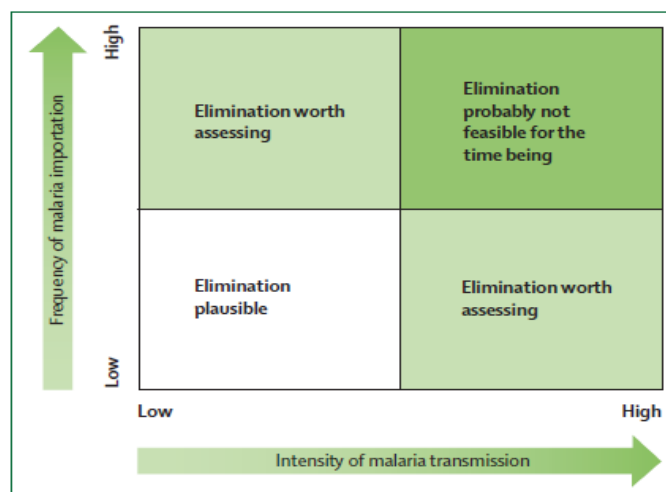 High
Elimination worth
assessing
Elimination
probably not
feasible for the
time being
Frequency of malaria importation
Elimination
plausible
Elimination worth
assessing
Low
Low
High
Intensity of malaria transmission